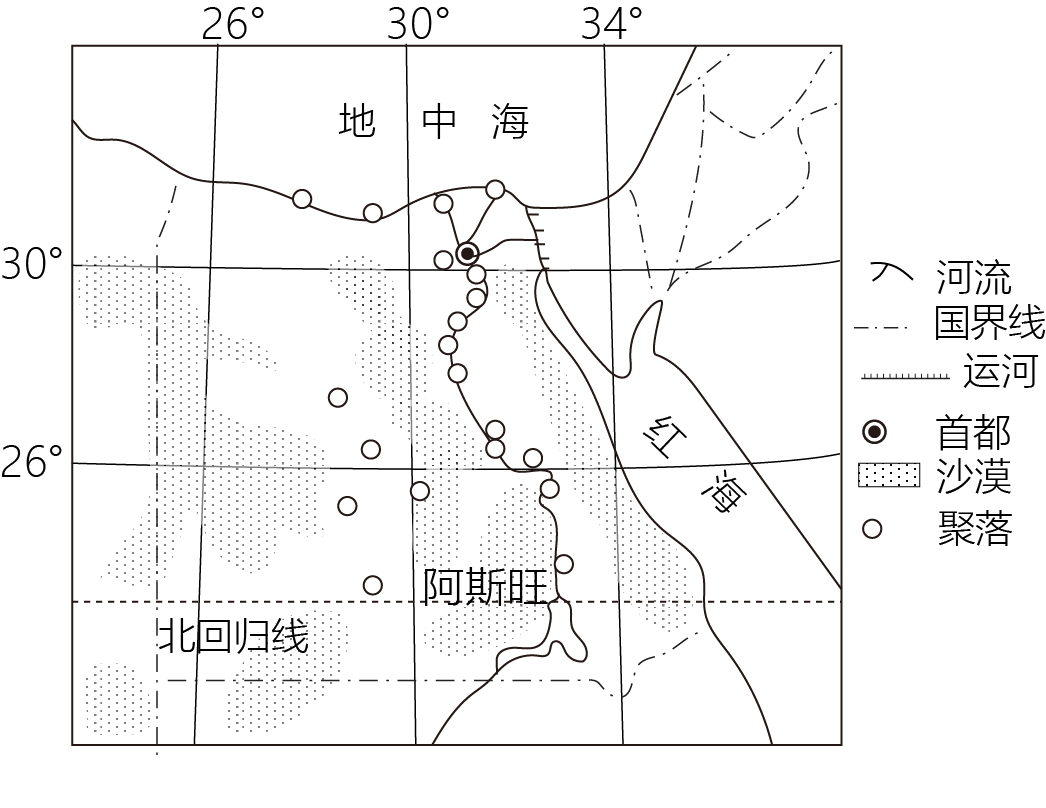 26° 30° 34°
地 中 海
30°
26°
红
海
阿斯旺
北回归线
河流
国界线
运河
首都
沙漠
聚落